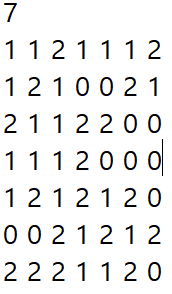 7
1 1 2 1 1 1 2
1 2 1 0 0 2 1
2 1 1 2 2 0 0
1 1 1 2 0 0 0
1 2 1 2 1 2 0
0 0 2 1 2 1 2
2 2 2 1 1 2 0